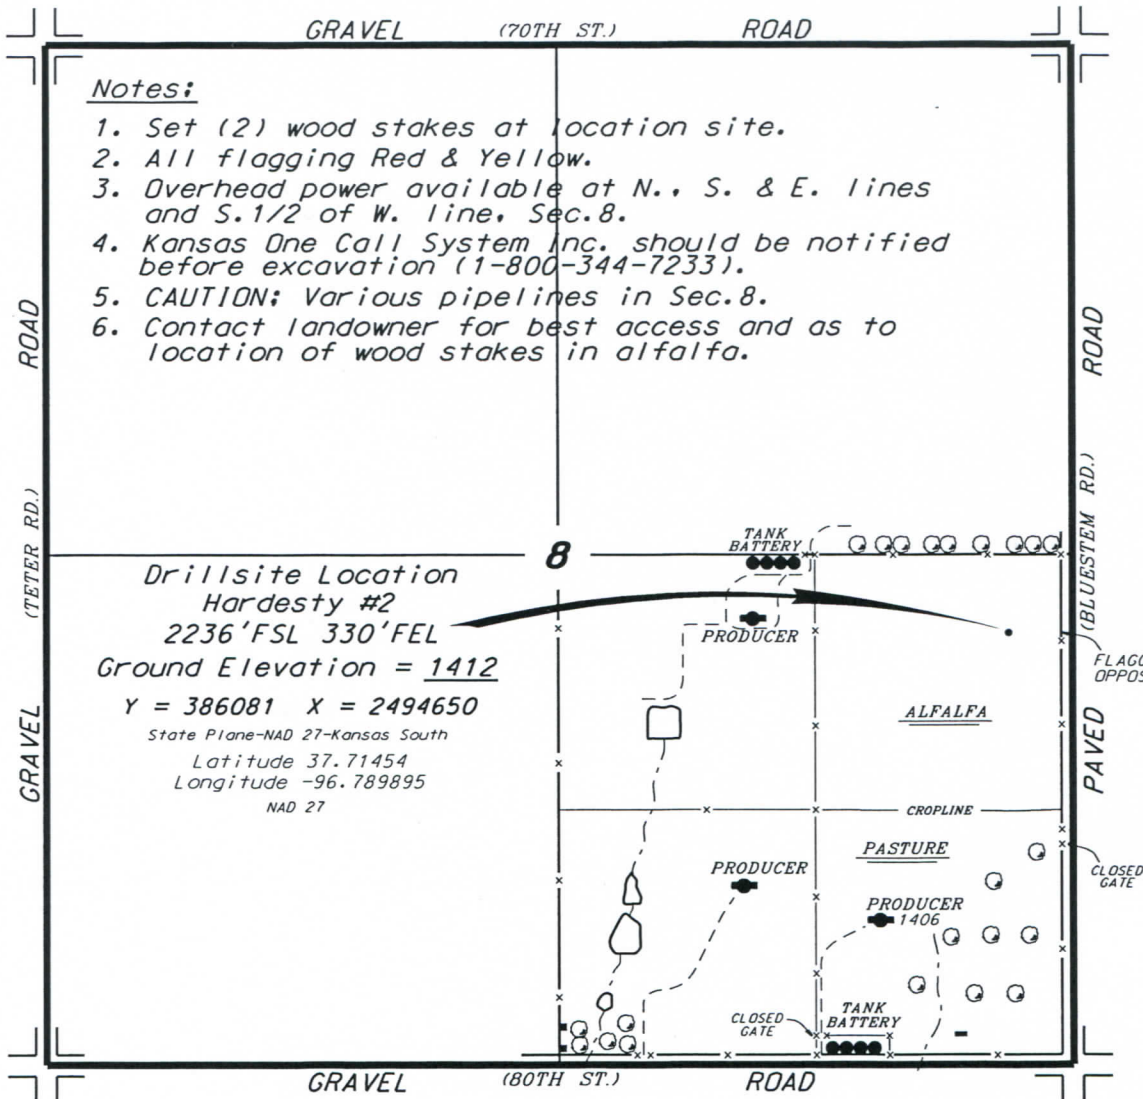 GRAVEL (70TH ST.) ROAD
Notes:
1. Set (2) wood stakes at location site.
2. All flagging Red & Yellow.
3. Overhead power available at N., S. & E. lines
and S.1/2 of W. line, Sec.8.
4. Kansas One Call System Inc. should be notified
before excavation (1-800-344-7233).
5. CAUTION: Various pipelines in Sec.8.
6. Contact landowner for best access and as to
location of wood stakes in alfalfa.
GRAVEL (TETER RD.) ROAD
PAVED (BLUESTEM RD.) ROAD
8
TANK
BATTERY
Drillsite Location
Hardesty #2
2236'FSL 330'FEL
Ground Elevation = 1412
Y = 386081 X = 2494650
State Plane-NAD 27-Kansas South
Latitude 37.71454
Longitude -96.789895
NAD 27
PRODUCER
FLAGG
OPPOS
ALFALFA
CROPLINE
PASTURE
CLOSED
GATE
PRODUCER
PRODUCER
1406
CLOSED
GATE
TANK
BATTERY
GRAVEL (80TH ST.) ROAD